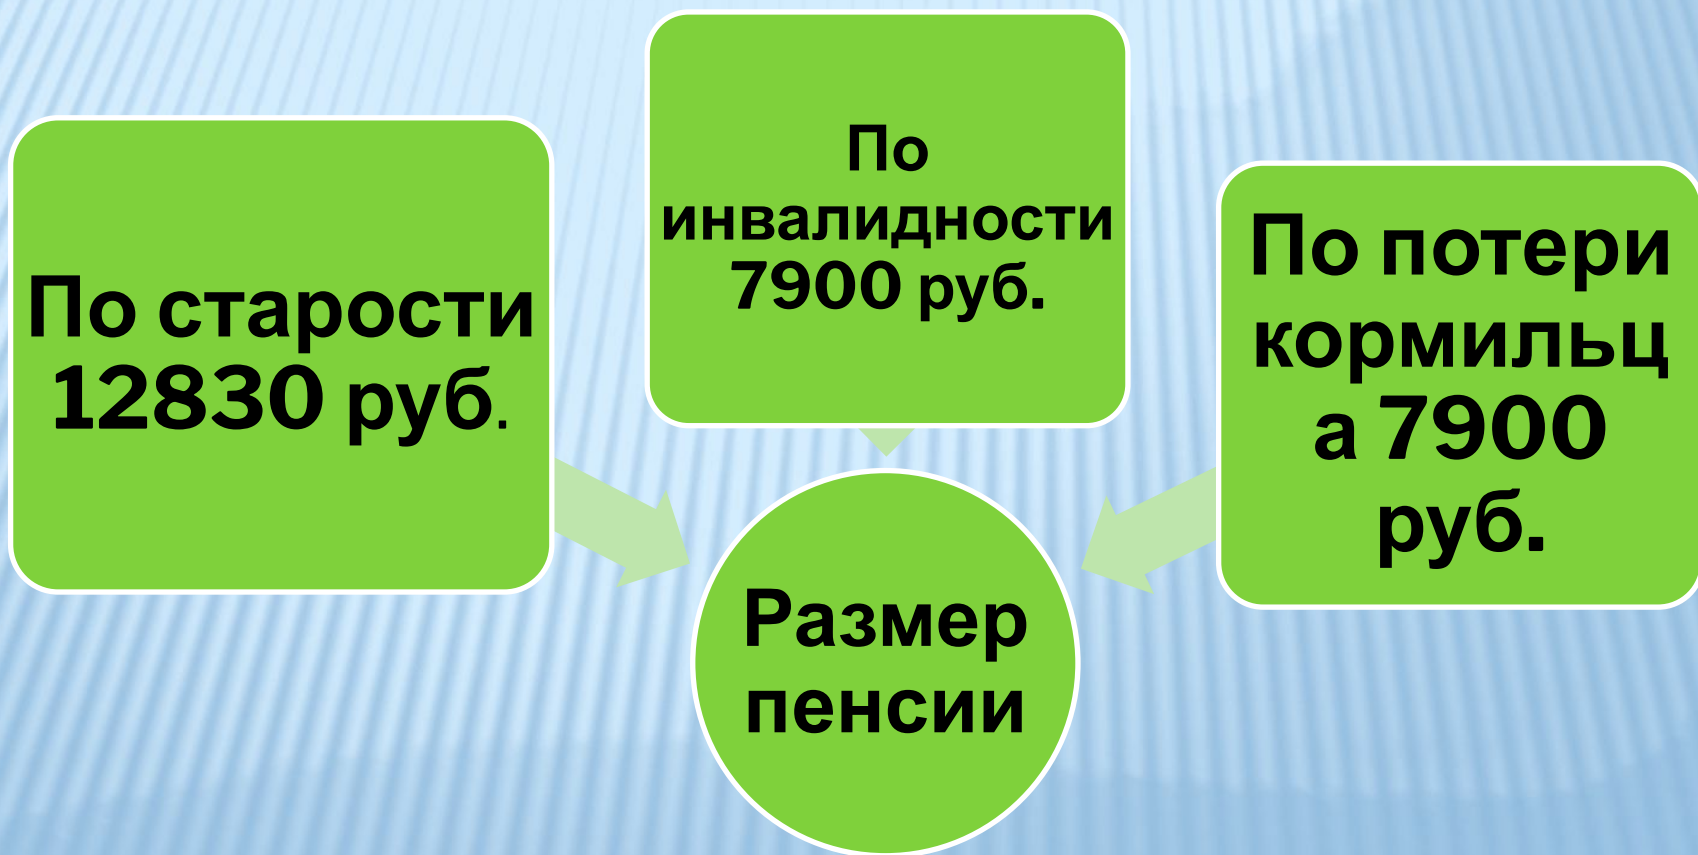 По старости
12830 руб.
По
инвалидности
7900 руб.
По потери
кормильц
а 7900
руб.
Размер
пенсии